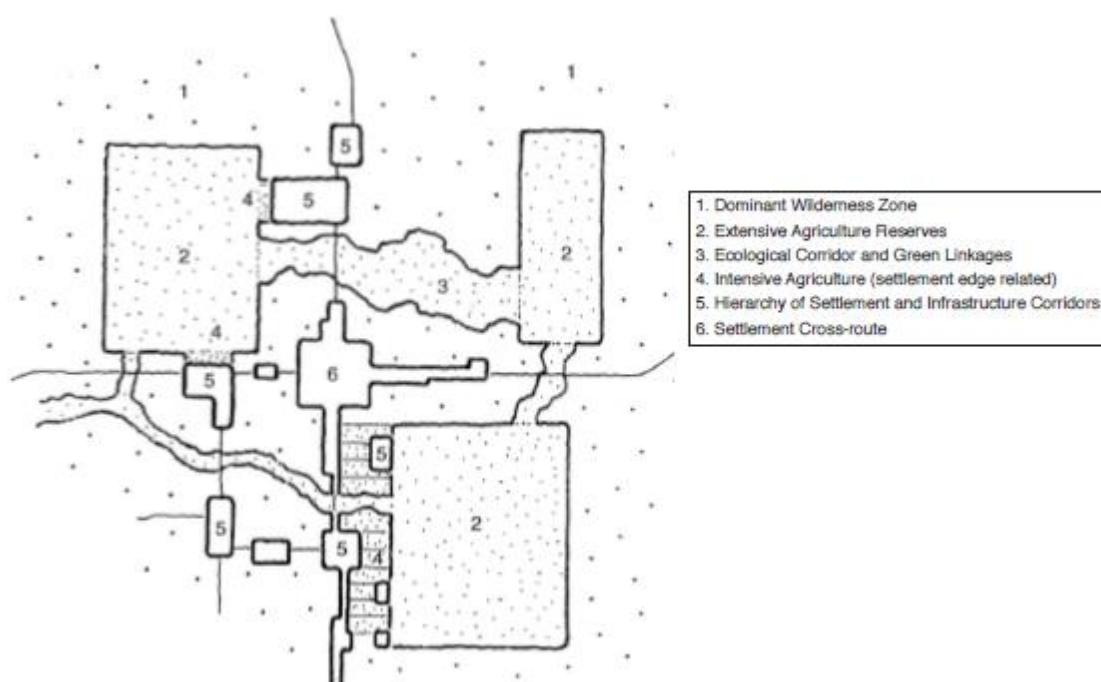 1
1
5
4
5
2
2
3
4
5
6
5
2
5
5
4
1. Dominant Wilderness Zone
2. Extensive Agriculture Reserves
3. Ecological Corridor and Green Linkages
4. Intensive Agriculture (settlement edge related)
5. Hierarchy of Settlement and Infrastructure Corridors
6. Settlement Cross-route